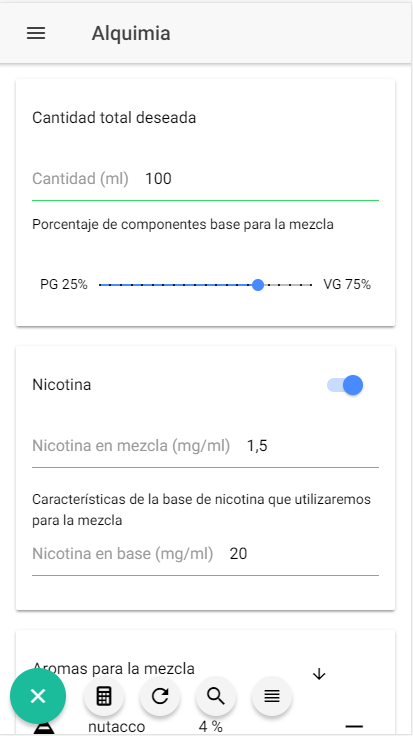 Alquimia
Cantidad total deseada
Cantidad (ml) 100
Porcentaje de componentes base para la mezcla
PG 25% VG 75%
Nicotina
Nicotina en mezcla (mg/ml) 1,5
Características de la base de nicotina que utilizaremos
para la mezcla
Nicotina en base (mg/ml) 20
Aromas para la mezcla
nutacco 4 %